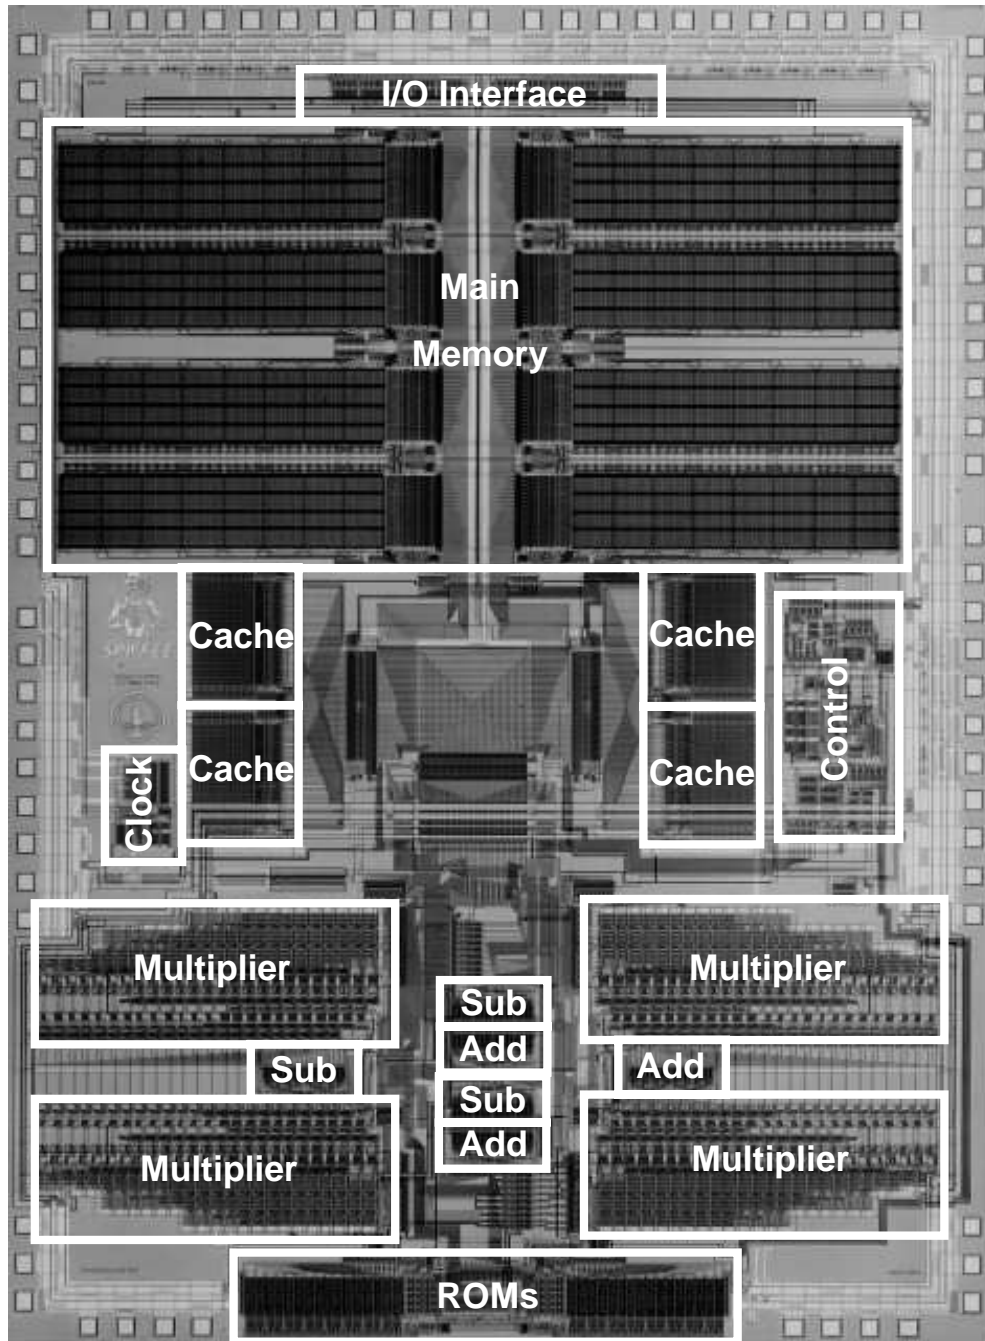 I/O Interface
Main
Memory
Cache
Cache
Control
Cache
Cache
Clock
Multiplier
Multiplier
Sub
Add
Sub
Add
Sub
Add
Multiplier
Multiplier
ROMs